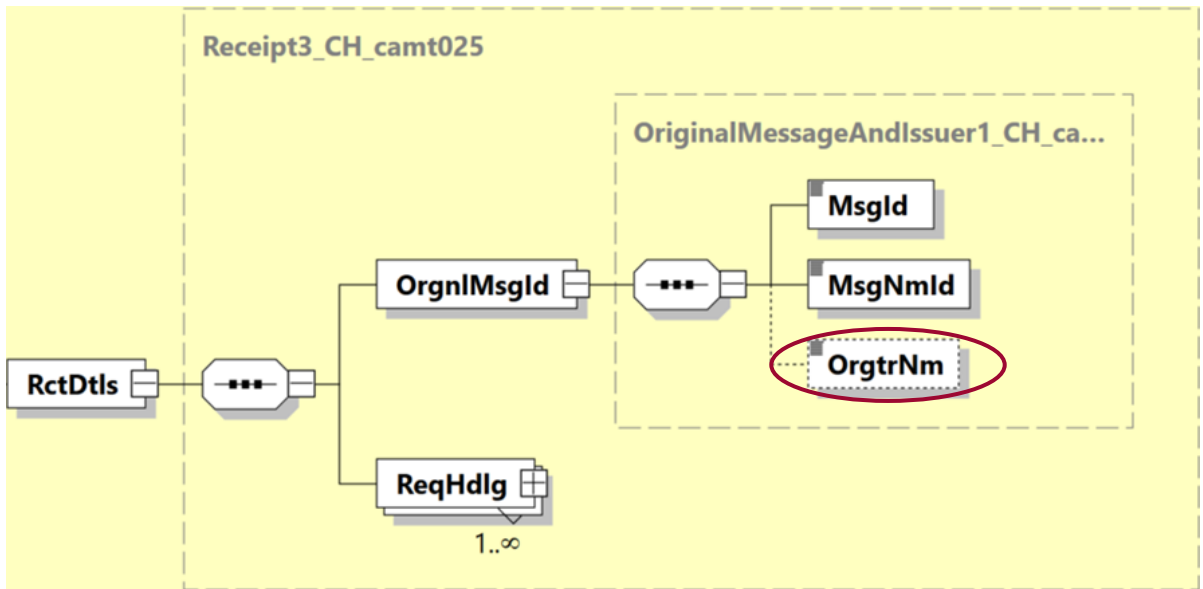 Receipt3_CH_camt025
OriginalMessageAndIssuer1_CH_ca...
MsgId
OrgnlMsgId
MsgNmId
OrgtrNm
RctDtls
ReqHdlg
1..∞